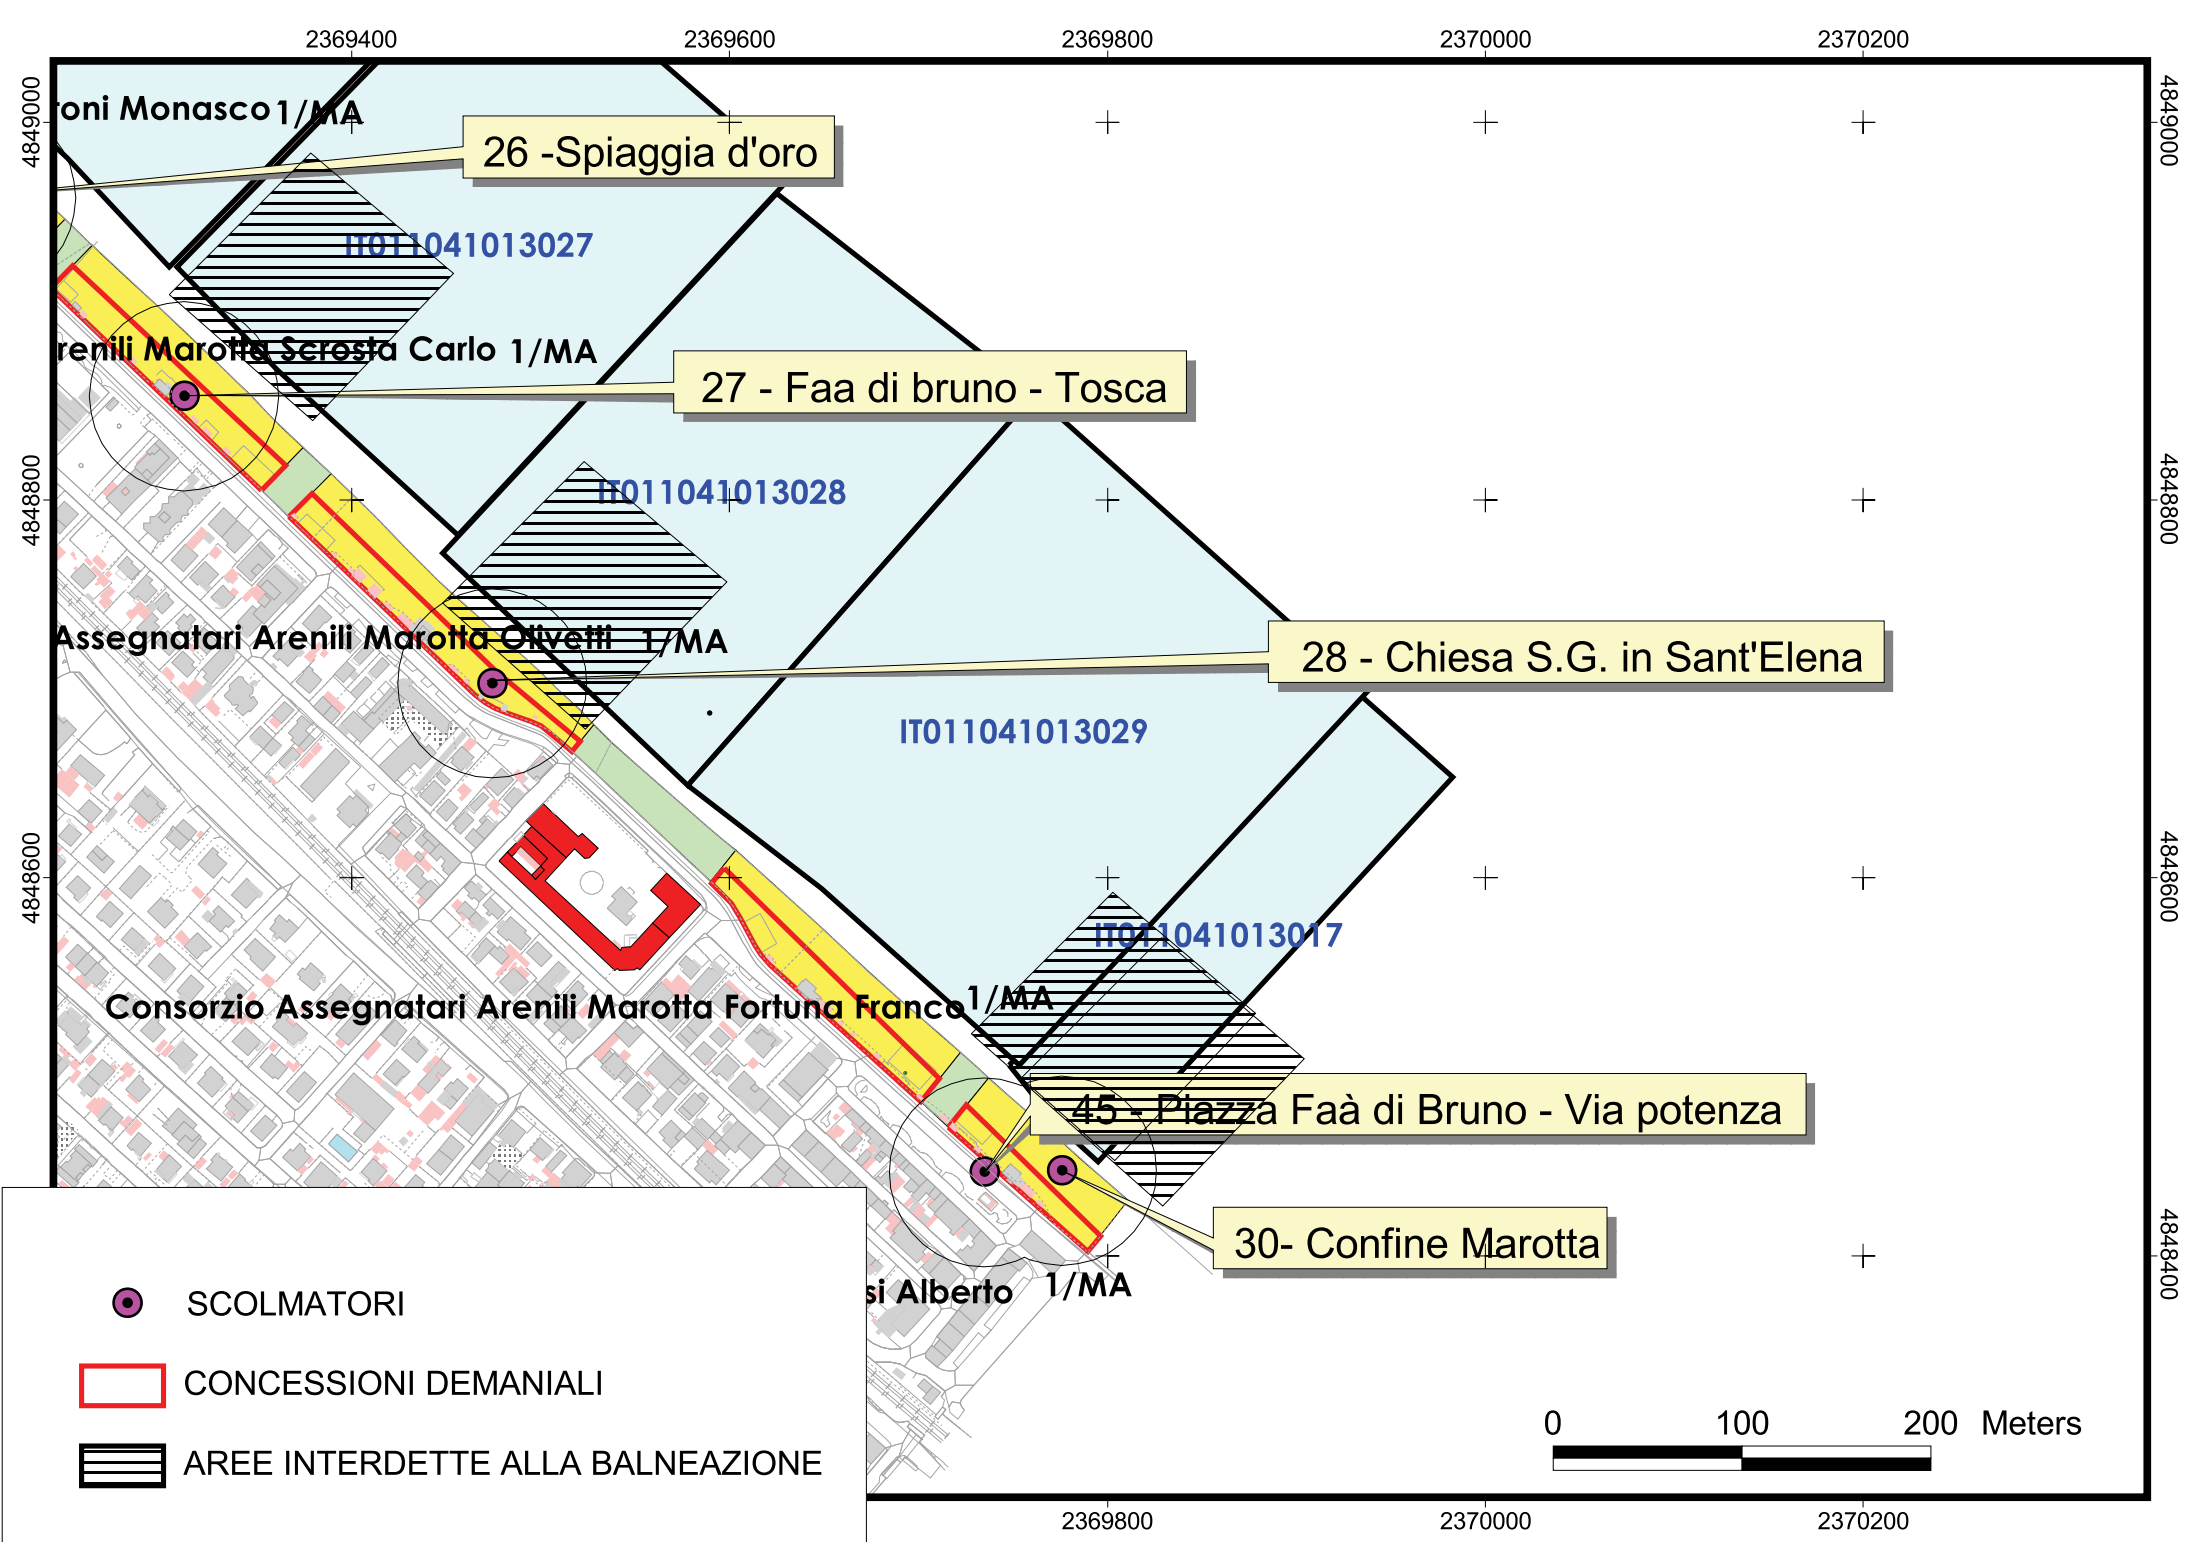 2369400 2369600 2369800 2370000 2370200
4849000 4849000
roni Monasco 1/MA
26 -Spiaggia d'oro
IT011041013027
renili Marotta Scrosta Carlo 1/MA
27 - Faa di bruno - Tosca
4848800 4848800
IT011041013028
Assegnatari Arenili Marotta Olivetti 1/MA
28 - Chiesa S.G. in Sant'Elena
IT011041013029
4848600 4848600
IT011041013017
Consorzio Assegnatari Arenili Marotta Fortuna Franco 1/MA
45 - Piazza Faà di Bruno - Via potenza
30- Confine Marotta
4848400
si Alberto 1/MA
SCOLMATORI
CONCESSIONI DEMANIALI
AREE INTERDETTE ALLA BALNEAZIONE
0 100 200 Meters
2369800 2370000 2370200